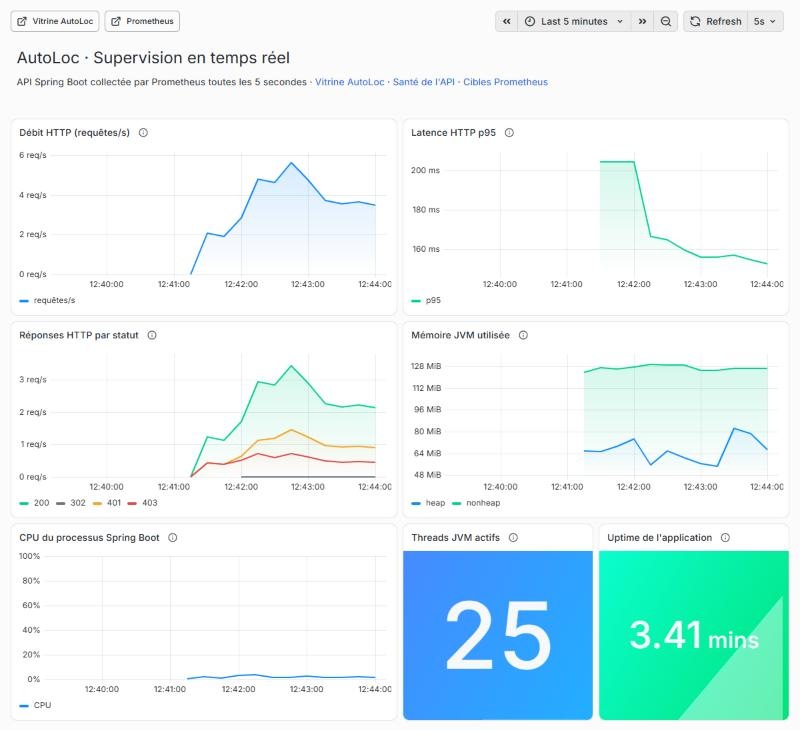 Vitrine AutoLoc Prometheus Last 5 minutes Refresh 5s
AutoLoc · Supervision en temps réel
API Spring Boot collectée par Prometheus toutes les 5 secondes · Vitrine AutoLoc · Santé de l'API · Cibles Prometheus
Débit HTTP (requêtes/s)
6 req/s
4 req/s
2 req/s
0 req/s
12:40:00 12:41:00 12:42:00 12:43:00 12:44:00
requêtes/s
Latence HTTP p95
200 ms
180 ms
160 ms
12:40:00 12:41:00 12:42:00 12:43:00 12:44:00
p95
Réponses HTTP par statut
3 req/s
2 req/s
1 req/s
0 req/s
12:40:00 12:41:00 12:42:00 12:43:00 12:44:00
200 302 401 403
Mémoire JVM utilisée
128 MiB
112 MiB
96 MiB
80 MiB
64 MiB
48 MiB
12:40:00 12:41:00 12:42:00 12:43:00 12:44:00
heap nonheap
CPU du processus Spring Boot
100%
80%
60%
40%
20%
0%
12:40:00 12:41:00 12:42:00 12:43:00 12:44:00
CPU
Threads JVM actifs
25
Uptime de l'application
3.41 mins